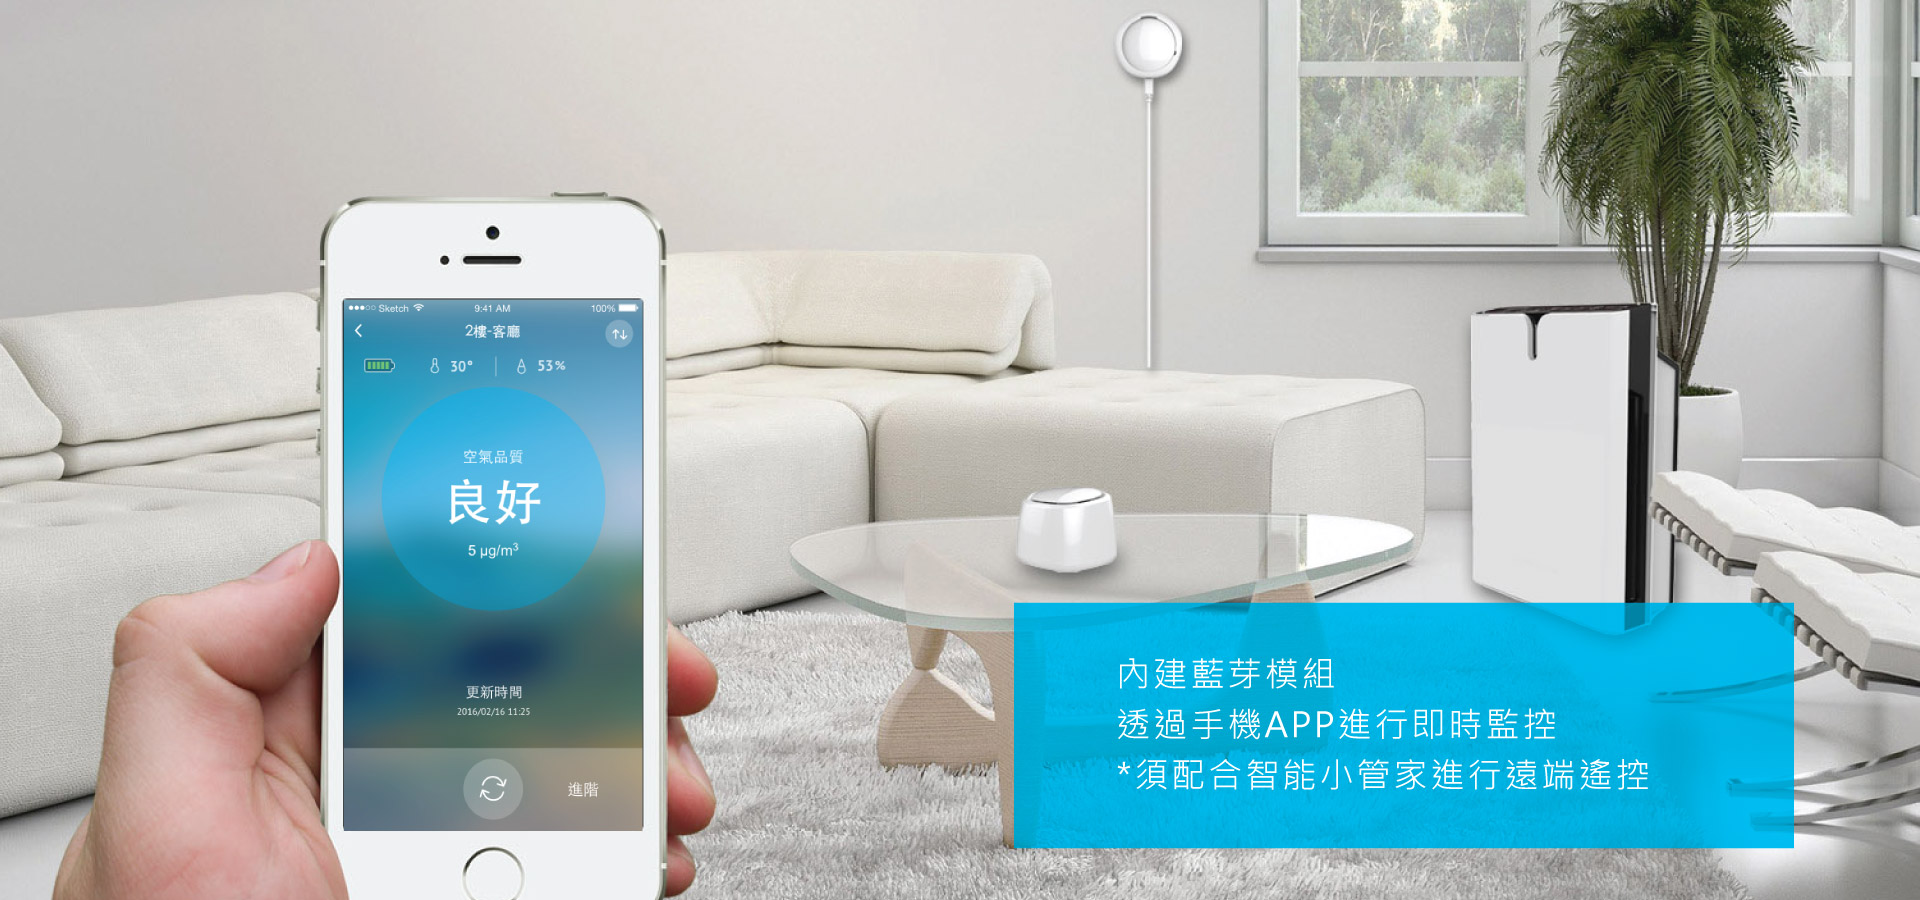 Sketch 9:41 AM 100%
2樓-客廳
30° 53%
空氣品質
良好
5 µg/m³
更新時間
2016/02/16 11:25
進階
內建藍芽模組
透過手機APP進行即時監控
*須配合智能小管家進行遠端遙控